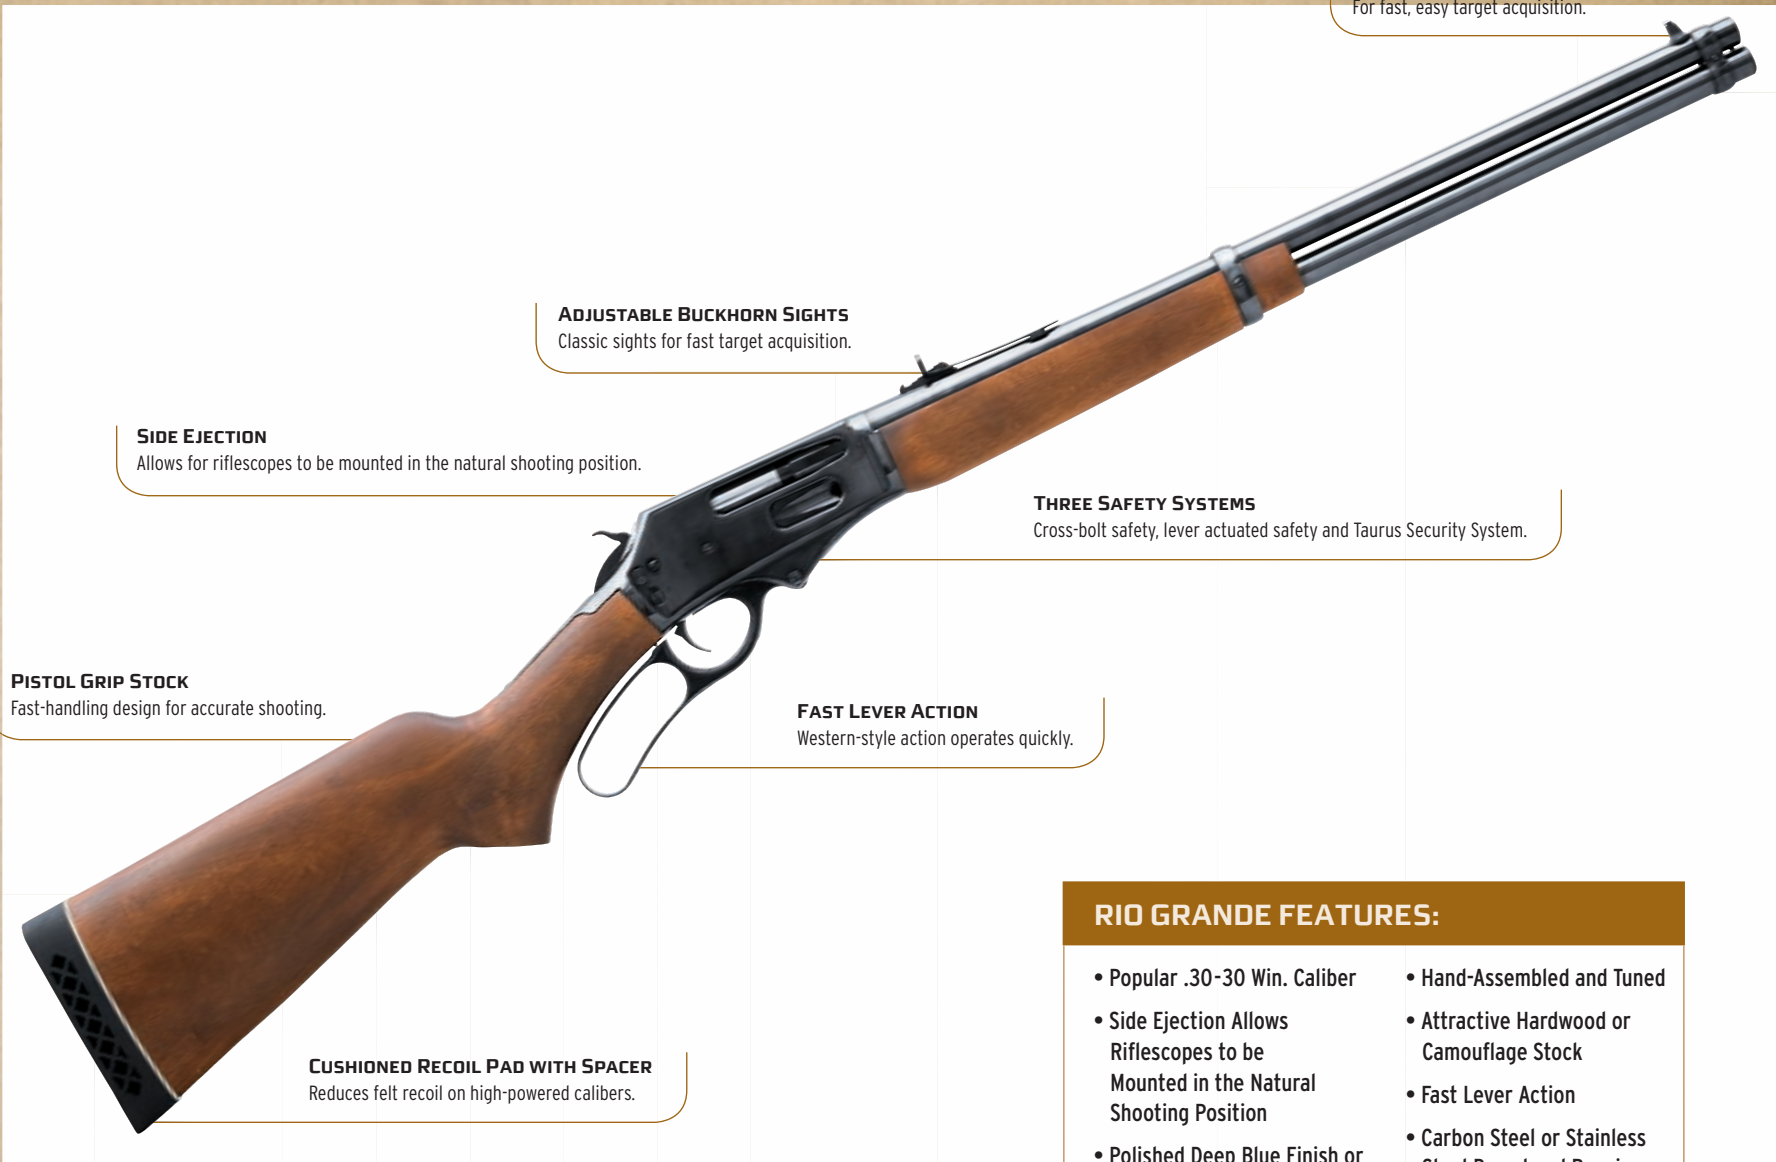 For fast, easy target acquisition.
Adjustable Buckhorn Sights
Classic sights for fast target acquisition.
Side Ejection
Allows for riflescopes to be mounted in the natural shooting position.
Three Safety Systems
Cross-bolt safety, lever actuated safety and Taurus Security System.
Pistol Grip Stock
Fast-handling design for accurate shooting.
Fast Lever Action
Western-style action operates quickly.
Cushioned Recoil Pad with Spacer
Reduces felt recoil on high-powered calibers.
RIO GRANDE FEATURES:
• Popular .30-30 Win. Caliber
• Side Ejection Allows
Riflescopes to be
Mounted in the Natural
Shooting Position
• Polished Deep Blue Finish or
• Hand-Assembled and Tuned
• Attractive Hardwood or
Camouflage Stock
• Fast Lever Action
• Carbon Steel or Stainless